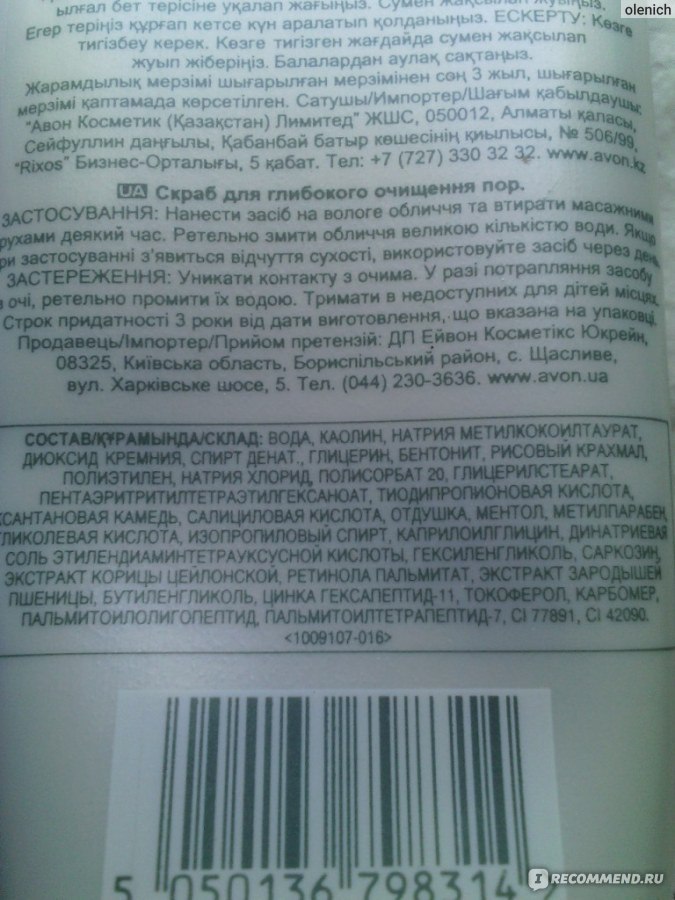 olenich
ылғал бет терісіне уқалап жағыңыз. Сумен жақсылап жуыңыз.
Егер теріңіз құрғап кетсе күн аралатып қолданыңыз. ЕСКЕРТУ: Көзге
тигізбеу керек. Көзге тигізген жағдайда сумен жақсылап
жуып жіберіңіз. Балалардан аулақ сақтаңыз.
Жарамдылық мерзімі шығарылған мерзімінен сөң 3 жыл, шығарылған
мерзімі қаптамада көрсетілген. Сатушы/Импортер/Шағым қабылдаушы:
"Авон Косметик (Қазақстан) Лимитед" ЖШС, 050012, Алматы қаласы,
Сейфуллин даңғылы, Қабанбай батыр көшесінің қиылысы, № 506/99,
"Rixos" Бизнес-Орталығы, 5 қабат. Тел: +7 (727) 330 32 32. www.avon.kz
UA Скраб для глибокого очищення пор.
ЗАСТОСУВАННЯ: Нанести засіб на вологе обличчя та втирати масажними
рухами деякий час. Ретельно змити обличчя великою кількістю води. Якщо
при застосуванні з'явиться відчуття сухості, використовуйте засіб через день.
ЗАСТЕРЕЖЕННЯ: Уникати контакту з очима. У разі потрапляння засобу
в очі, ретельно промити їх водою. Тримати в недоступних для дітей місцях.
Строк придатності 3 роки від дати виготовлення, що вказана на упаковці.
Продавець/Імпортер/Прийом претензій: ДП Ейвон Косметікс Юкрейн,
08325, Київська область, Бориспільський район, с. Щасливе,
вул. Харківське шосе, 5. Тел. (044) 230-3636. www.avon.ua
СОСТАВ/ҚҰРАМЫНДА/СКЛАД: ВОДА, КАОЛИН, НАТРИЯ МЕТИЛКОКОИЛТАУРАТ,
ДИОКСИД КРЕМНИЯ, СПИРТ ДЕНАТ., ГЛИЦЕРИН, БЕНТОНИТ, РИСОВЫЙ КРАХМАЛ,
ПОЛИЭТИЛЕН, НАТРИЯ ХЛОРИД, ПОЛИСОРБАТ 20, ГЛИЦЕРИЛСТЕАРАТ,
ПЕНТАЭРИТРИТИЛТЕТРАЭТИЛГЕКСАНОАТ, ТИОДИПРОПИОНОВАЯ КИСЛОТА,
КСАНТАНОВАЯ КАМЕДЬ, САЛИЦИЛОВАЯ КИСЛОТА, ОТДУШКА, МЕНТОЛ, МЕТИЛПАРАБЕН,
ГЛИКОЛЕВАЯ КИСЛОТА, ИЗОПРОПИЛОВЫЙ СПИРТ, КАПРИЛОИЛГЛИЦИН, ДИНАТРИЕВАЯ
СОЛЬ ЭТИЛЕНДИАМИНТЕТРАУКСУСНОЙ КИСЛОТЫ, ГЕКСИЛЕНГЛИКОЛЬ, САРКОЗИН,
ЭКСТРАКТ КОРИЦЫ ЦЕЙЛОНСКОЙ, РЕТИНОЛА ПАЛЬМИТАТ, ЭКСТРАКТ ЗАРОДЫШЕЙ
ПШЕНИЦЫ, БУТИЛЕНГЛИКОЛЬ, ЦИНКА ГЕКСАПЕПТИД-11, ТОКОФЕРОЛ, КАРБОМЕР,
ПАЛЬМИТОИЛОЛИГОПЕПТИД, ПАЛЬМИТОИЛТЕТРАПЕПТИД-7, CI 77891, CI 42090.
<1009107-016>
5 050136 798314
IRECOMMEND.RU